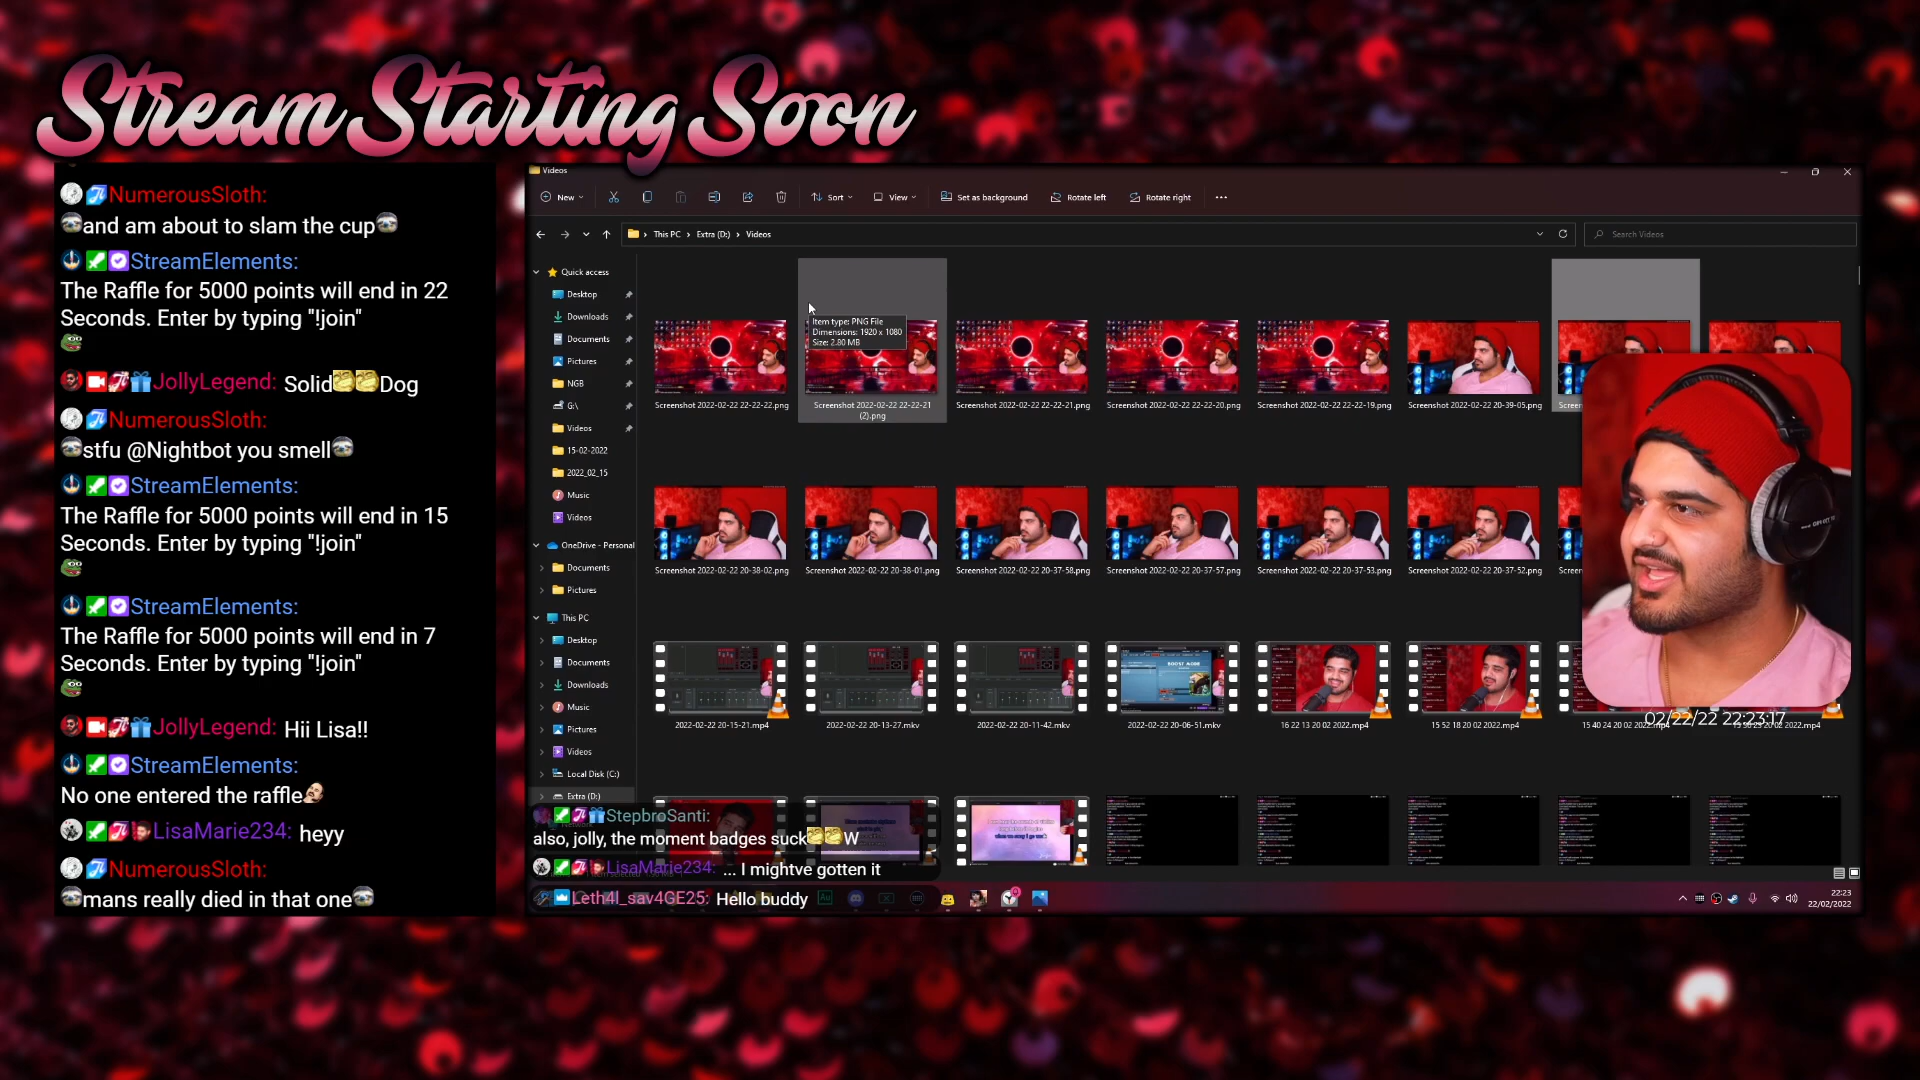 Stream Starting Soon
NumerousSloth:
and am about to slam the cup
StreamElements:
The Raffle for 5000 points will end in 22
Seconds. Enter by typing "!join"
JollyLegend: Solid Dog
NumerousSloth:
stfu @Nightbot you smell
StreamElements:
The Raffle for 5000 points will end in 15
Seconds. Enter by typing "!join"
StreamElements:
The Raffle for 5000 points will end in 7
Seconds. Enter by typing "!join"
JollyLegend: Hii Lisa!!
StreamElements:
No one entered the raffle
LisaMarie234: heyy
NumerousSloth:
mans really died in that one
Videos
New Sort View Set as background Rotate left Rotate right
This PC Extra (D:) Videos Search Videos
Quick access
Desktop
Downloads
Documents
Pictures
NGB
G:\
Videos
15-02-2022
2022_02_15
Music
Videos
OneDrive - Personal
Documents
Pictures
This PC
Desktop
Documents
Downloads
Music
Pictures
Videos
Local Disk (C:)
Extra (D:)
Item type: PNG File
Dimensions: 1920 x 1080
Size: 2.80 MB
Screenshot 2022-02-22 22-22-22.png
Screenshot 2022-02-22 22-22-21 (2).png
Screenshot 2022-02-22 22-22-21.png
Screenshot 2022-02-22 22-22-20.png
Screenshot 2022-02-22 22-22-19.png
Screenshot 2022-02-22 20-39-05.png
Screenshot 2022-02-22 20-38-02.png
Screenshot 2022-02-22 20-38-01.png
Screenshot 2022-02-22 20-37-58.png
Screenshot 2022-02-22 20-37-57.png
Screenshot 2022-02-22 20-37-53.png
Screenshot 2022-02-22 20-37-52.png
2022-02-22 20-15-21.mp4
2022-02-22 20-13-27.mkv
2022-02-22 20-11-42.mkv
BOOST MODE
2022-02-22 20-06-51.mkv
16 22 13 20 02 2022.mp4
15 52 18 20 02 2022.mp4
15 40 24 20 02 2022.mp4
02/22/22 22:23:17
StepbroSanti:
also, jolly, the moment badges suck W
LisaMarie234: ... I mightve gotten it
Leth4l_sav4GE25: Hello buddy
22:23
22/02/2022